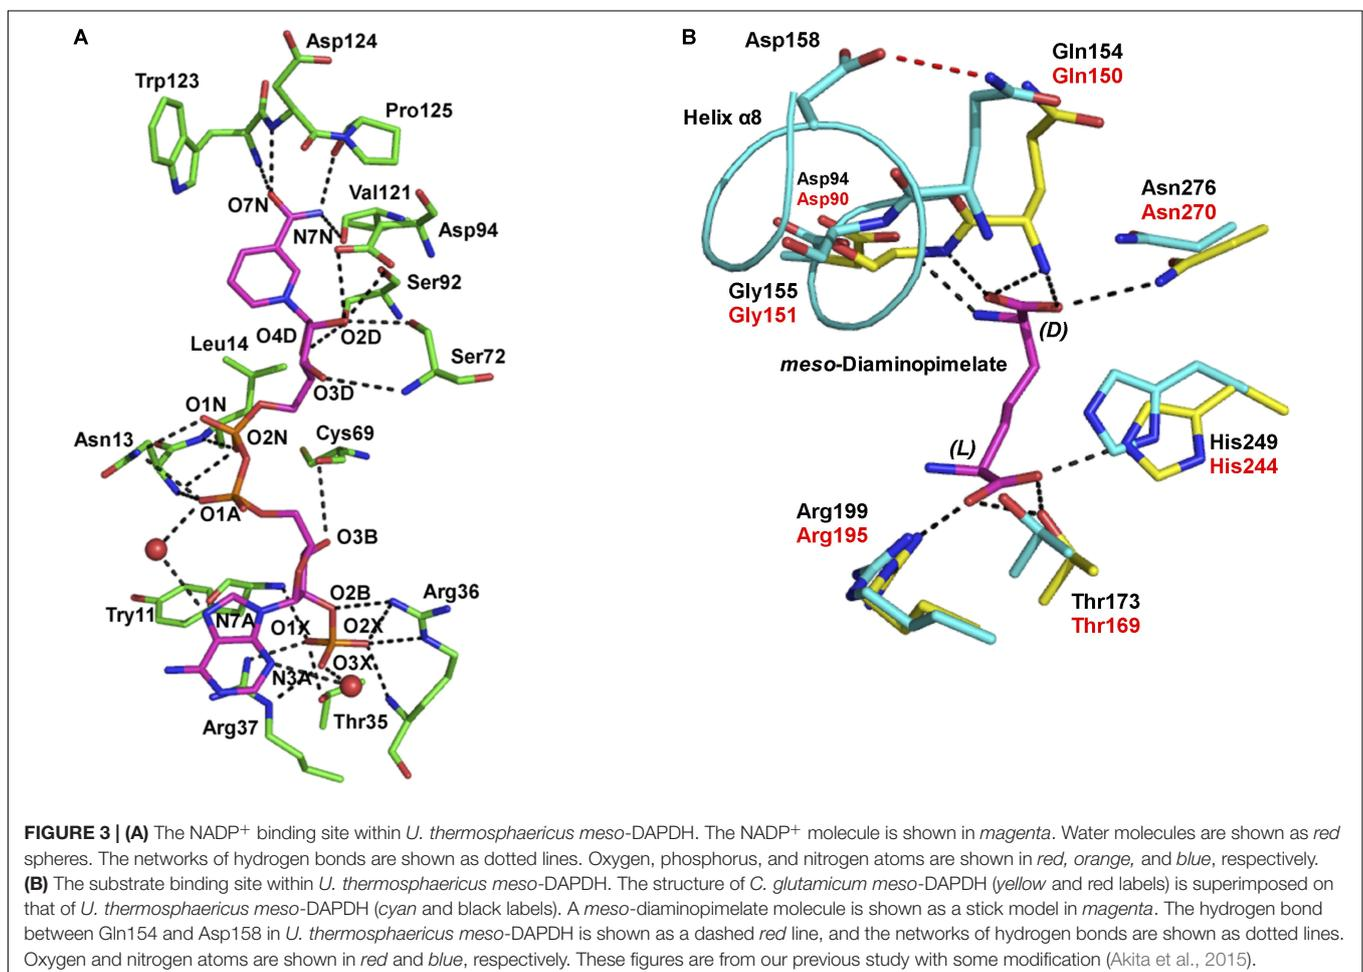 A
Asp124
Trp123
Pro125
Val121
O7N
N7N
Asp94
Ser92
O4D
O2D
Leu14
Ser72
O3D
O1N
Asn13
O2N
Cys69
O1A
O3B
Try11
O2B
Arg36
N7A
O1X
O2X
O3X
N3A
Arg37
Thr35
B
Asp158
Gln154
Gln150
Helix α8
Asp94
Asp90
Asn276
Asn270
Gly155
Gly151
(D)
meso-Diaminopimelate
(L)
His249
His244
Arg199
Arg195
Thr173
Thr169
FIGURE 3 | (A) The NADP+ binding site within U. thermosphaericus meso-DAPDH. The NADP+ molecule is shown in magenta. Water molecules are shown as red
spheres. The networks of hydrogen bonds are shown as dotted lines. Oxygen, phosphorus, and nitrogen atoms are shown in red, orange, and blue, respectively.
(B) The substrate binding site within U. thermosphaericus meso-DAPDH. The structure of C. glutamicum meso-DAPDH (yellow and red labels) is superimposed on
that of U. thermosphaericus meso-DAPDH (cyan and black labels). A meso-diaminopimelate molecule is shown as a stick model in magenta. The hydrogen bond
between Gln154 and Asp158 in U. thermosphaericus meso-DAPDH is shown as a dashed red line, and the networks of hydrogen bonds are shown as dotted lines.
Oxygen and nitrogen atoms are shown in red and blue, respectively. These figures are from our previous study with some modification (Akita et al., 2015).